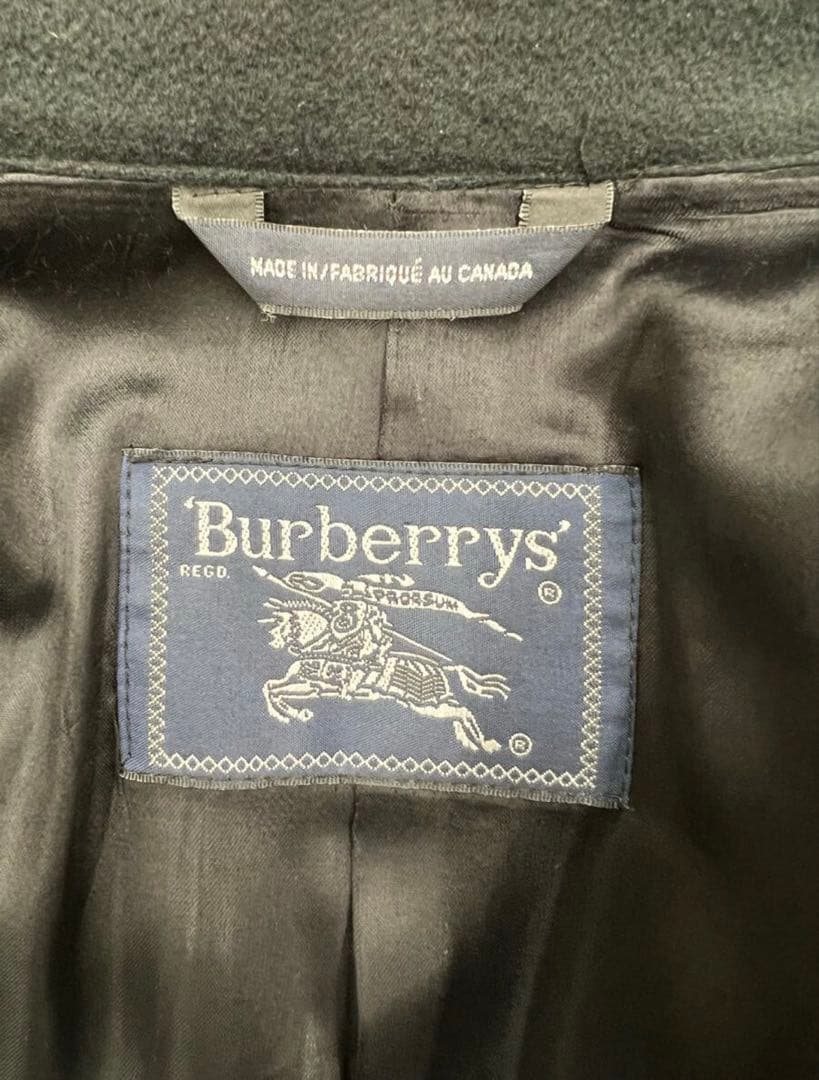 MADE IN/FABRIQUÉ AU CANADA
'Burberrys'
REGD.
PRORSUM
®
®